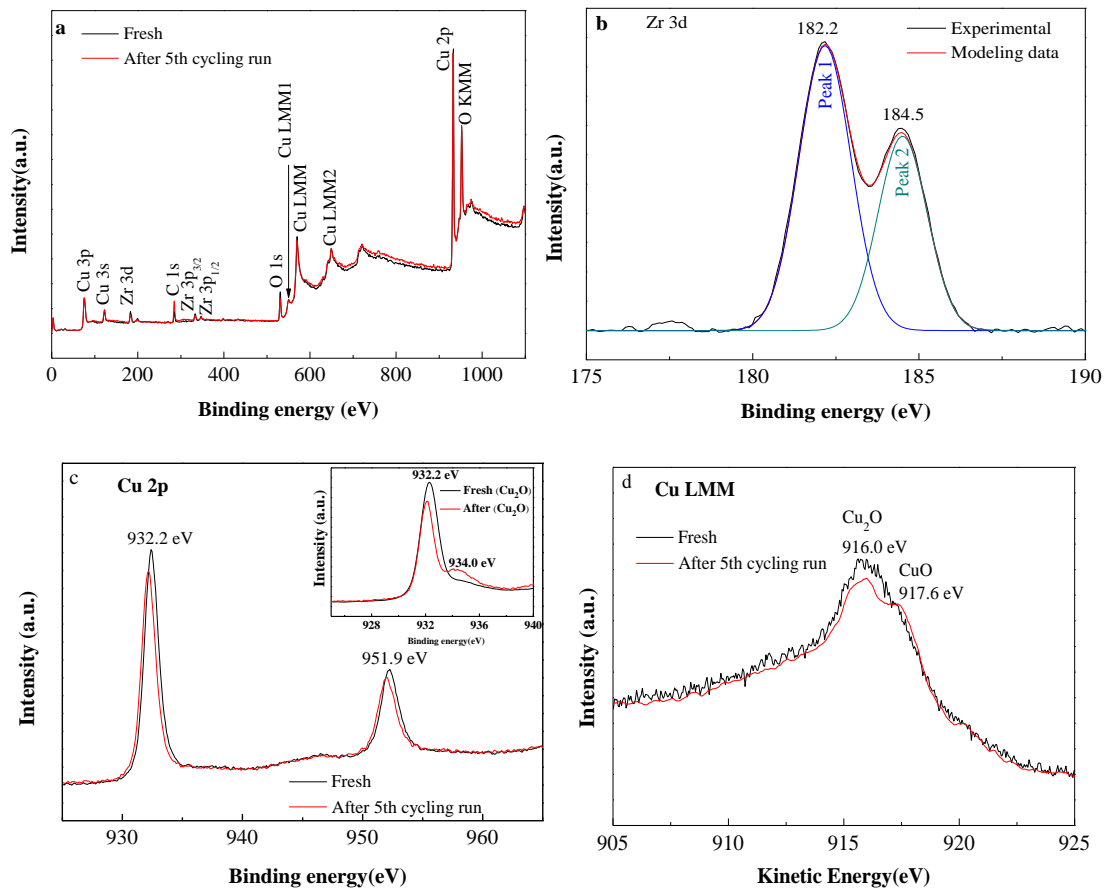 a
Fresh
After 5th cycling run
Cu 3p
Cu 3s
Zr 3d
C 1s
Zr 3p3/2
Zr 3p1/2
O 1s
Cu LMM1
Cu LMM
Cu LMM2
Cu 2p
O KMM
Intensity(a.u.)
0 200 400 600 800 1000
Binding energy (eV)
b Zr 3d
182.2
184.5
Experimental
Modeling data
Peak 1
Peak 2
Intensity(a.u.)
175 180 185 190
Binding energy (eV)
c
Cu 2p
932.2 eV
951.9 eV
Fresh
After 5th cycling run
Intensity (a.u.)
930 940 950 960
Binding energy(eV)
932.2 eV
Fresh (Cu2O)
After (Cu2O)
934.0 eV
Intensity (a.u.)
928 932 936 940
Binding energy(eV)
d Cu LMM
Fresh
After 5th cycling run
Cu2O
916.0 eV
CuO
917.6 eV
Intensity (a.u.)
905 910 915 920 925
Kinetic Energy(eV)